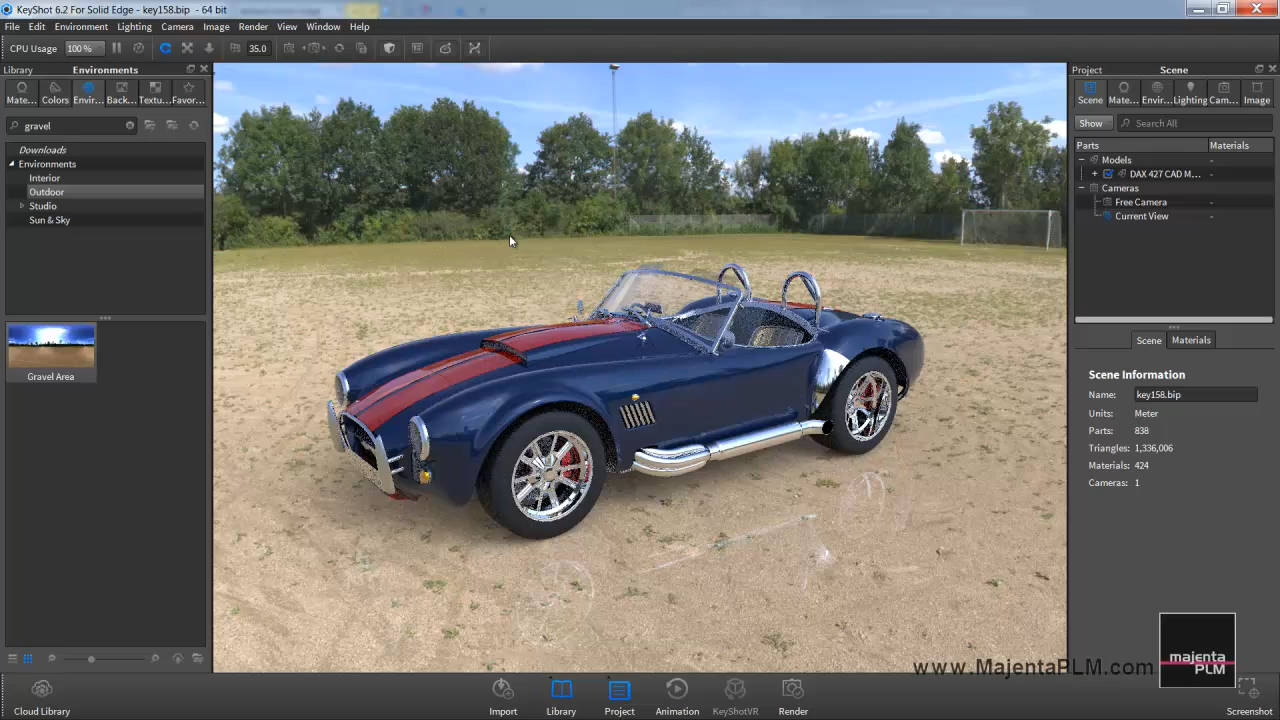 KeyShot 6.2 For Solid Edge - key158.bip - 64 bit
File Edit Environment Lighting Camera Image Render View Window Help
CPU Usage 100 % 35.0
Library Environments
Mate... Colors Envir... Back... Textu... Favor...
gravel
Downloads
Environments
Interior
Outdoor
Studio
Sun & Sky
Gravel Area
Project Scene
Scene Mate... Envir... Lighting Cam... Image
Show Search All
Parts Materials
Models -
DAX 427 CAD M... -
Cameras
Free Camera -
Current View -
Scene Materials
Scene Information
Name: key158.bip
Units: Meter
Parts: 838
Triangles: 1,336,006
Materials: 424
Cameras: 1
www.MajentaPLM.com
majenta
PLM
Cloud Library Import Library Project Animation KeyShotVR Render Screenshot